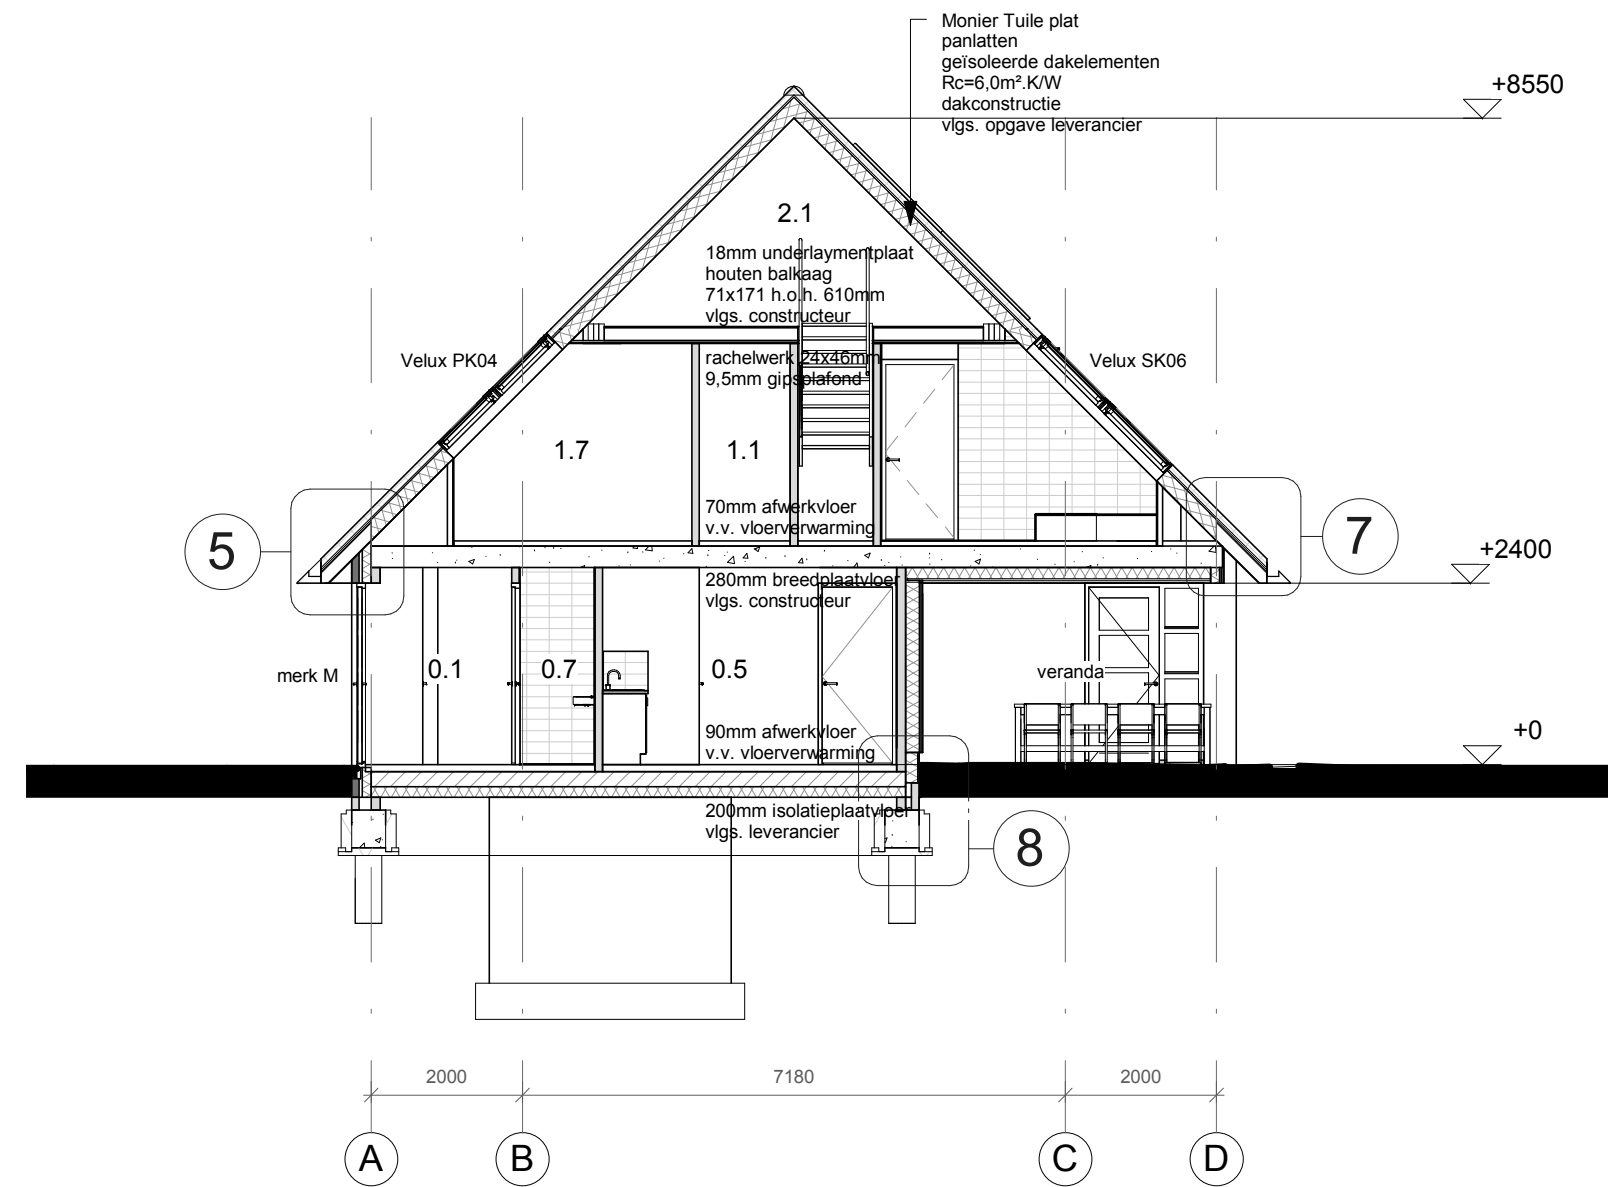 Monier Tuile plat
panlatten
geïsoleerde dakelementen
Rc=6,0m².K/W
dakconstructie
vlgs. opgave leverancier
+8550
2.1
18mm underlaymentplaat
houten balkaag
71x171 h.o.h. 610mm
vlgs. constructeur
Velux PK04
rachelwerk 24x46mm
9,5mm gipsplafond
Velux SK06
1.7
1.1
70mm afwerkvloer
v.v. vloerverwarming
5
7
+2400
280mm breedplaatvloer
vlgs. constructeur
merk M
0.1
0.7
0.5
veranda
90mm afwerkvloer
v.v. vloerverwarming
+0
200mm isolatieplaatvloer
vlgs. leverancier
8
2000
7180
2000
A
B
C
D